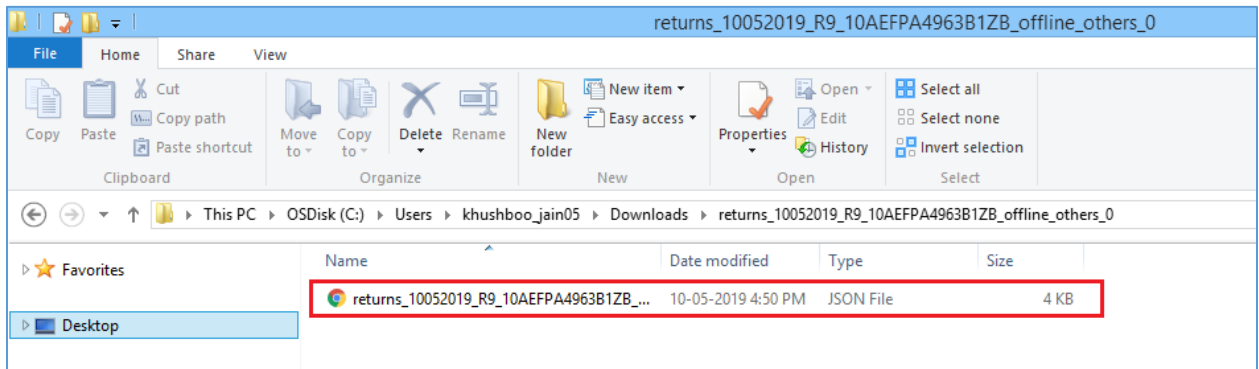 returns_10052019_R9_10AEFPA4963B1ZB_offline_others_0
File Home Share View
Copy
Paste
Cut
Copy path
Paste shortcut
Clipboard
Move to
Copy to
Delete
Rename
Organize
New folder
New item
Easy access
New
Properties
Open
Edit
History
Open
Select all
Select none
Invert selection
Select
This PC OSDisk (C:) Users khushboo_jain05 Downloads returns_10052019_R9_10AEFPA4963B1ZB_offline_others_0
Favorites
Desktop
Name Date modified Type Size
returns_10052019_R9_10AEFPA4963B1ZB_... 10-05-2019 4:50 PM JSON File 4 KB